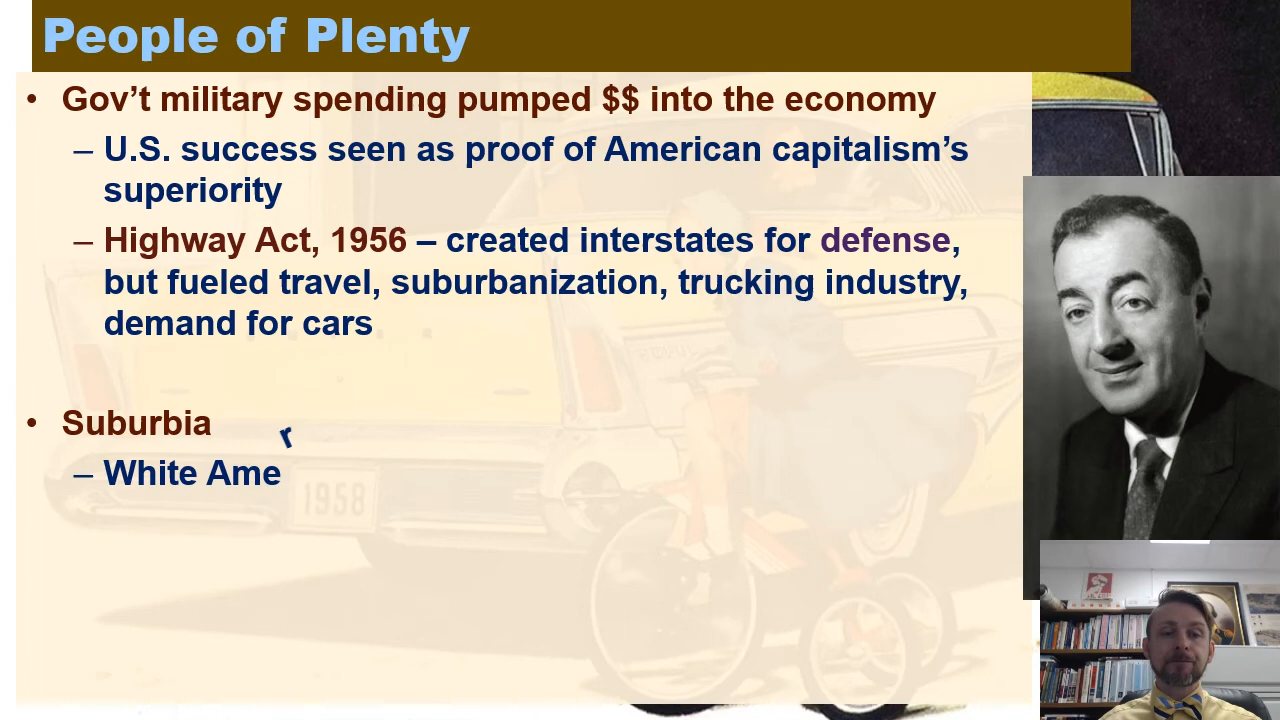 People of Plenty
• Gov’t military spending pumped $$ into the economy
– U.S. success seen as proof of American capitalism’s
superiority
– Highway Act, 1956 – created interstates for defense,
but fueled travel, suburbanization, trucking industry,
demand for cars
• Suburbia
– White Amer
1958